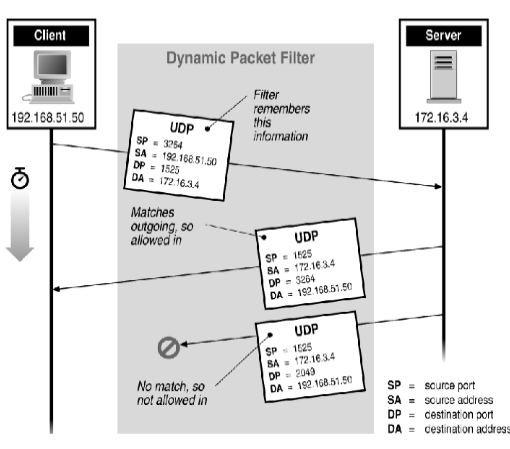 Client
Server
Dynamic Packet Filter
192.168.51.50
172.16.3.4
Filter
remembers
this
information
UDP
SP = 3264
SA = 192.168.51.50
DP = 1525
DA = 172.16.3.4
Matches
outgoing, so
allowed in
UDP
SP = 1525
SA = 172.16.3.4
DP = 3264
DA = 192.168.51.50
UDP
SP = 1525
SA = 172.16.3.4
DP = 2049
DA = 192.168.51.50
No match, so
not allowed in
SP = source port
SA = source address
DP = destination port
DA = destination address